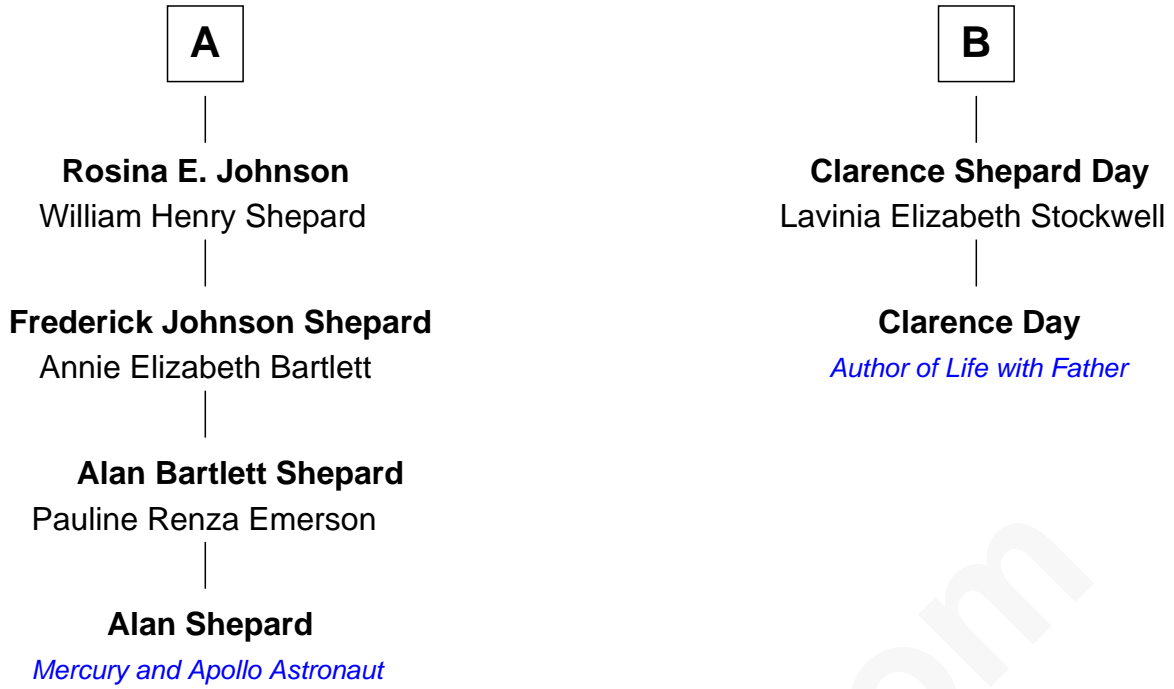 A
Rosina E. Johnson
William Henry Shepard
Frederick Johnson Shepard
Annie Elizabeth Bartlett
Alan Bartlett Shepard
Pauline Renza Emerson
Alan Shepard
Mercury and Apollo Astronaut
B
Clarence Shepard Day
Lavinia Elizabeth Stockwell
Clarence Day
Author of Life with Father
om